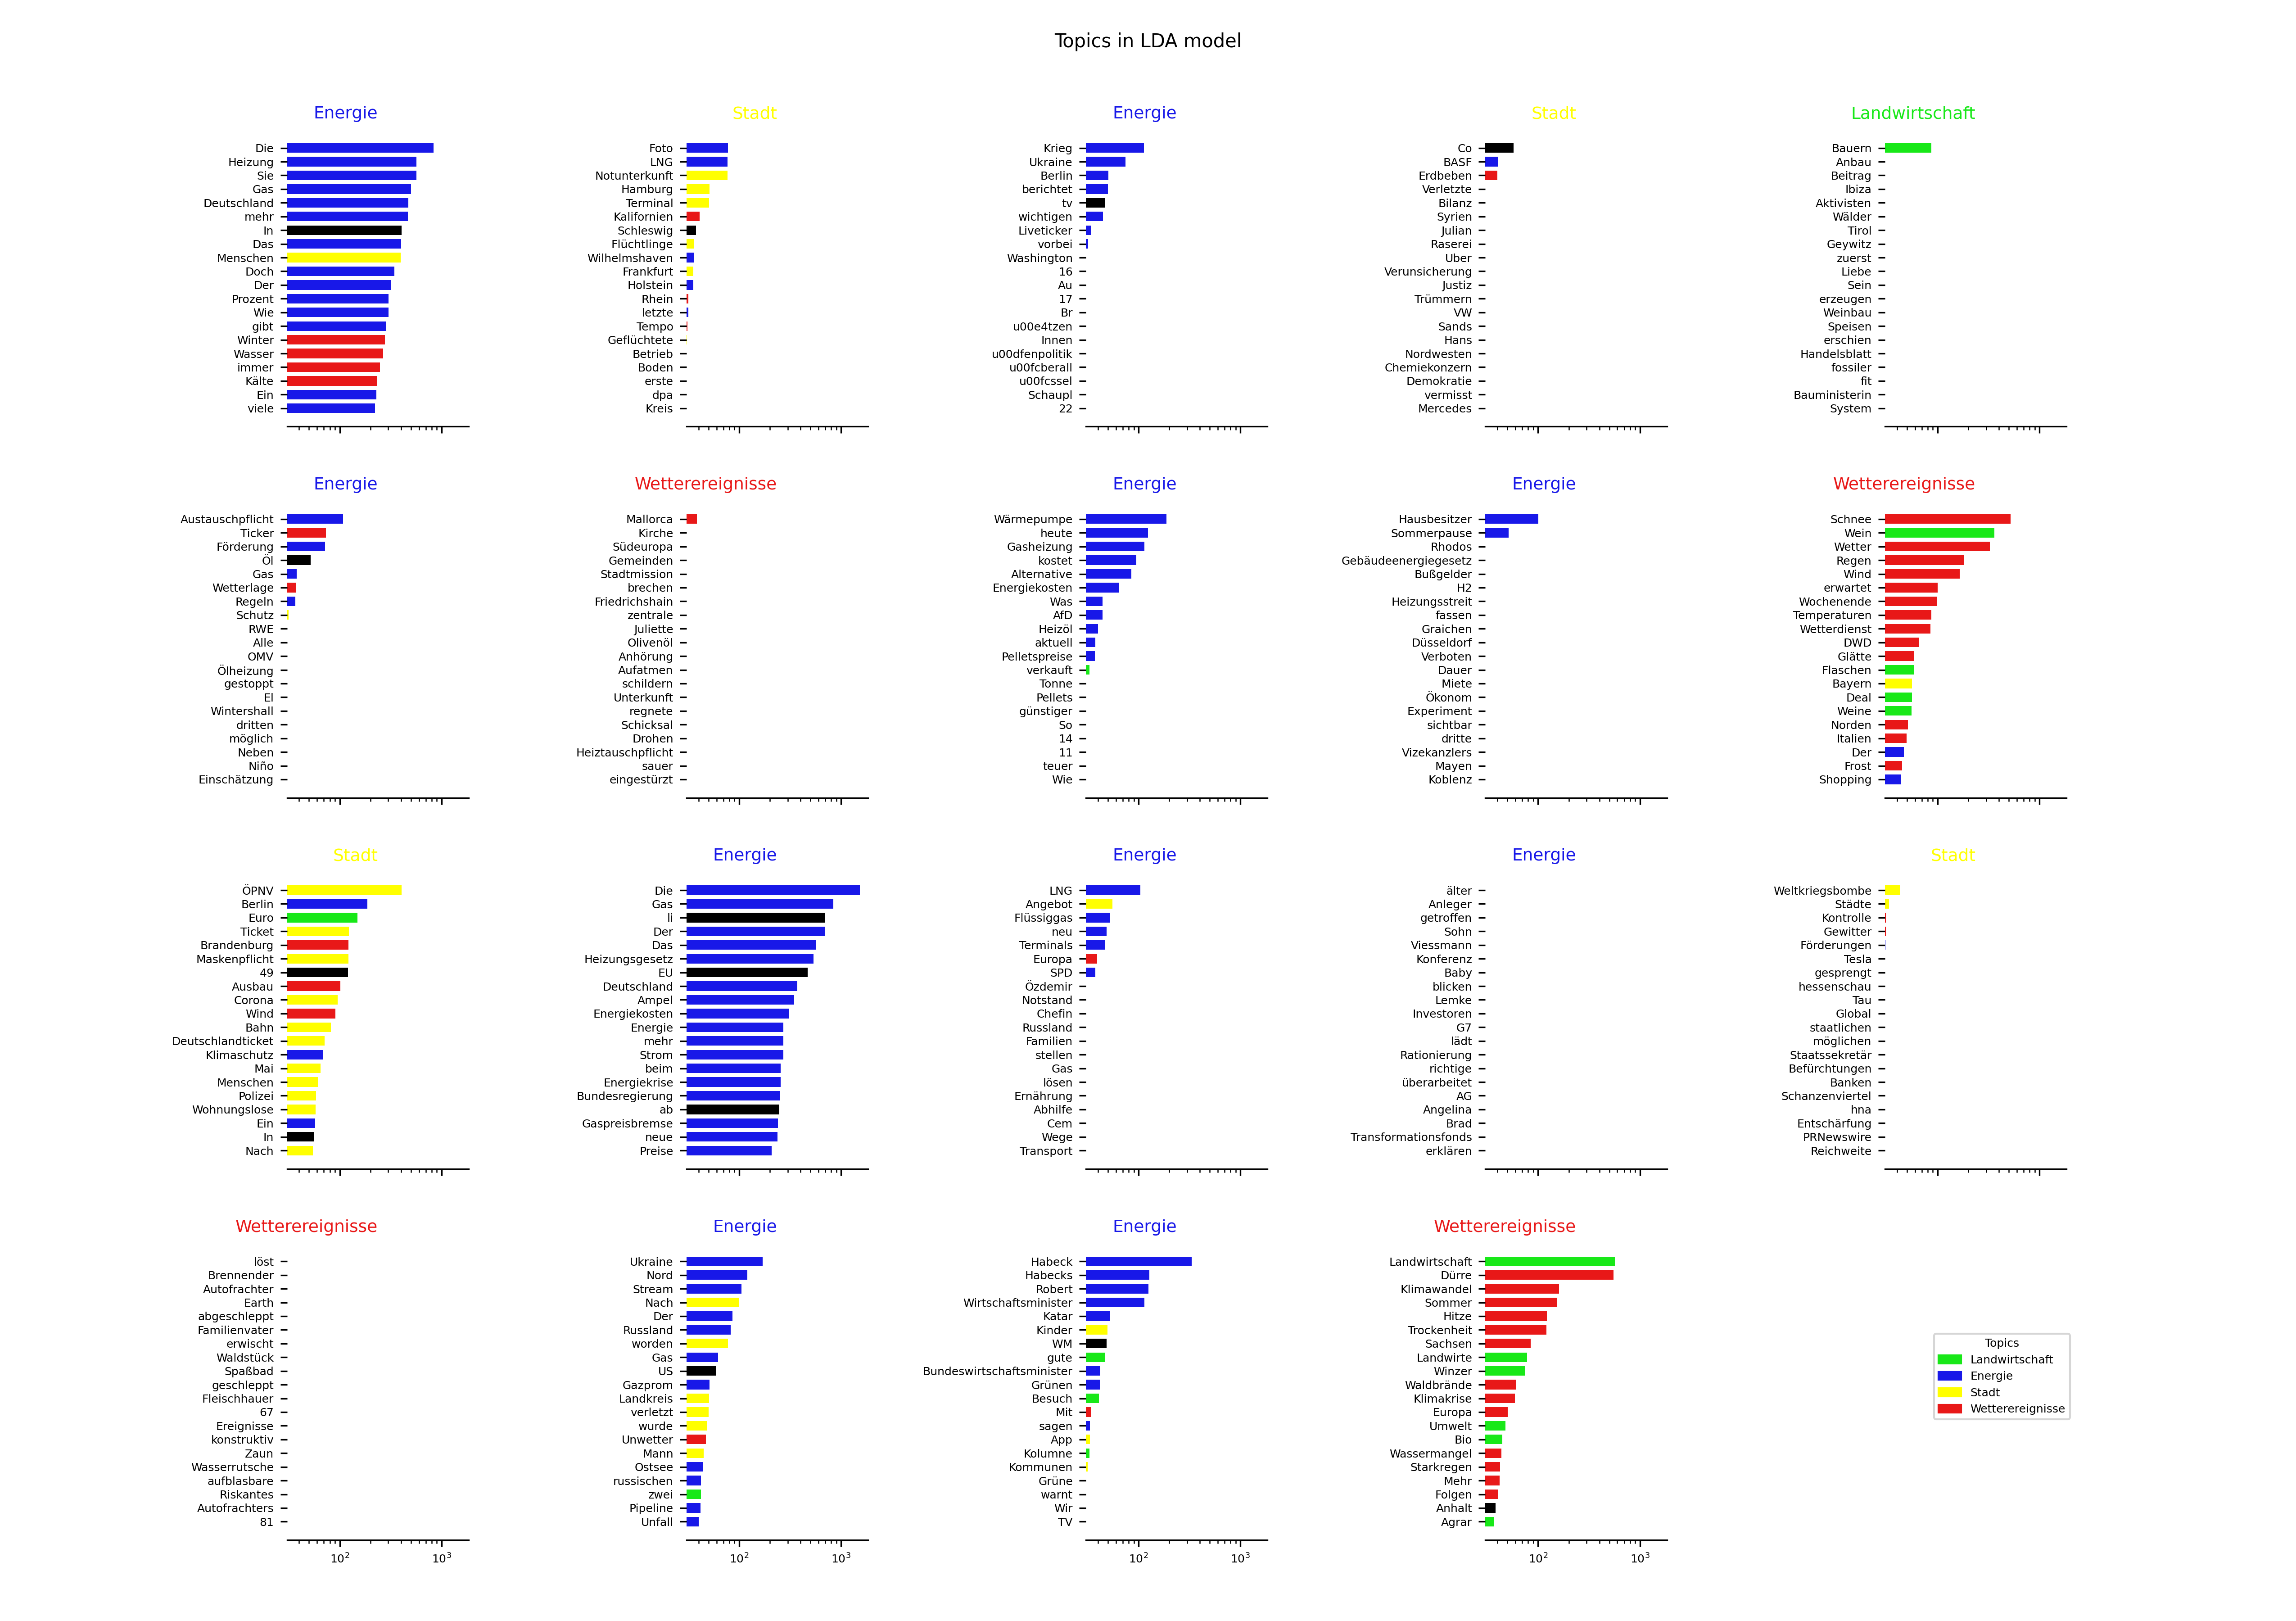 Topics in LDA model
Energie
Die
Heizung
Sie
Gas
Deutschland
mehr
In
Das
Menschen
Doch
Der
Prozent
Wie
gibt
Winter
Wasser
immer
Kälte
Ein
viele
Stadt
Foto
LNG
Notunterkunft
Hamburg
Terminal
Kalifornien
Schleswig
Flüchtlinge
Wilhelmshaven
Frankfurt
Holstein
Rhein
letzte
Tempo
Geflüchtete
Betrieb
Boden
erste
dpa
Kreis
Energie
Krieg
Ukraine
Berlin
berichtet
tv
wichtigen
Liveticker
vorbei
Washington
16
Au
17
Br
u00e4tzen
Innen
u00dfenpolitik
u00fcberall
u00fcssel
Schaupl
22
Stadt
Co
BASF
Erdbeben
Verletzte
Bilanz
Syrien
Julian
Raserei
Uber
Verunsicherung
Justiz
Trümmern
VW
Sands
Hans
Nordwesten
Chemiekonzern
Demokratie
vermisst
Mercedes
Landwirtschaft
Bauern
Anbau
Beitrag
Ibiza
Aktivisten
Wälder
Tirol
Geywitz
zuerst
Liebe
Sein
erzeugen
Weinbau
Speisen
erschien
Handelsblatt
fossiler
fit
Bauministerin
System
Energie
Austauschpflicht
Ticker
Förderung
Öl
Gas
Wetterlage
Regeln
Schutz
RWE
Alle
OMV
Ölheizung
gestoppt
El
Wintershall
dritten
möglich
Neben
Niño
Einschätzung
Wetterereignisse
Mallorca
Kirche
Südeuropa
Gemeinden
Stadtmission
brechen
Friedrichshain
zentrale
Juliette
Olivenöl
Anhörung
Aufatmen
schildern
Unterkunft
regnete
Schicksal
Drohen
Heiztauschpflicht
sauer
eingestürzt
Energie
Wärmepumpe
heute
Gasheizung
kostet
Alternative
Energiekosten
Was
AfD
Heizöl
aktuell
Pelletspreise
verkauft
Tonne
Pellets
günstiger
So
14
11
teuer
Wie
Energie
Hausbesitzer
Sommerpause
Rhodos
Gebäudeenergiegesetz
Bußgelder
H2
Heizungsstreit
fassen
Graichen
Düsseldorf
Verboten
Dauer
Miete
Ökonom
Experiment
sichtbar
dritte
Vizekanzlers
Mayen
Koblenz
Wetterereignisse
Schnee
Wein
Wetter
Regen
Wind
erwartet
Wochenende
Temperaturen
Wetterdienst
DWD
Glätte
Flaschen
Bayern
Deal
Weine
Norden
Italien
Der
Frost
Shopping
Stadt
ÖPNV
Berlin
Euro
Ticket
Brandenburg
Maskenpflicht
49
Ausbau
Corona
Wind
Bahn
Deutschlandticket
Klimaschutz
Mai
Menschen
Polizei
Wohnungslose
Ein
In
Nach
Energie
Die
Gas
li
Der
Das
Heizungsgesetz
EU
Deutschland
Ampel
Energiekosten
Energie
mehr
Strom
beim
Energiekrise
Bundesregierung
ab
Gaspreisbremse
neue
Preise
Energie
LNG
Angebot
Flüssiggas
neu
Terminals
Europa
SPD
Özdemir
Notstand
Chefin
Russland
Familien
stellen
Gas
lösen
Ernährung
Abhilfe
Cem
Wege
Transport
Energie
älter
Anleger
getroffen
Sohn
Viessmann
Konferenz
Baby
blicken
Lemke
Investoren
G7
lädt
Rationierung
richtige
überarbeitet
AG
Angelina
Brad
Transformationsfonds
erklären
Stadt
Weltkriegsbombe
Städte
Kontrolle
Gewitter
Förderungen
Tesla
gesprengt
hessenschau
Tau
Global
staatlichen
möglichen
Staatssekretär
Befürchtungen
Banken
Schanzenviertel
hna
Entschärfung
PRNewswire
Reichweite
Wetterereignisse
löst
Brennender
Autofrachter
Earth
abgeschleppt
Familienvater
erwischt
Waldstück
Spaßbad
geschleppt
Fleischhauer
67
Ereignisse
konstruktiv
Zaun
Wasserrutsche
aufblasbare
Riskantes
Autofrachters
81
10² 10³
Energie
Ukraine
Nord
Stream
Nach
Der
Russland
worden
Gas
US
Gazprom
Landkreis
verletzt
wurde
Unwetter
Mann
Ostsee
russischen
zwei
Pipeline
Unfall
10² 10³
Energie
Habeck
Habecks
Robert
Wirtschaftsminister
Katar
Kinder
WM
gute
Bundeswirtschaftsminister
Grünen
Besuch
Mit
sagen
App
Kolumne
Kommunen
Grüne
warnt
Wir
TV
10² 10³
Wetterereignisse
Landwirtschaft
Dürre
Klimawandel
Sommer
Hitze
Trockenheit
Sachsen
Landwirte
Winzer
Waldbrände
Klimakrise
Europa
Umwelt
Bio
Wassermangel
Starkregen
Mehr
Folgen
Anhalt
Agrar
10² 10³
Topics
Landwirtschaft
Energie
Stadt
Wetterereignisse